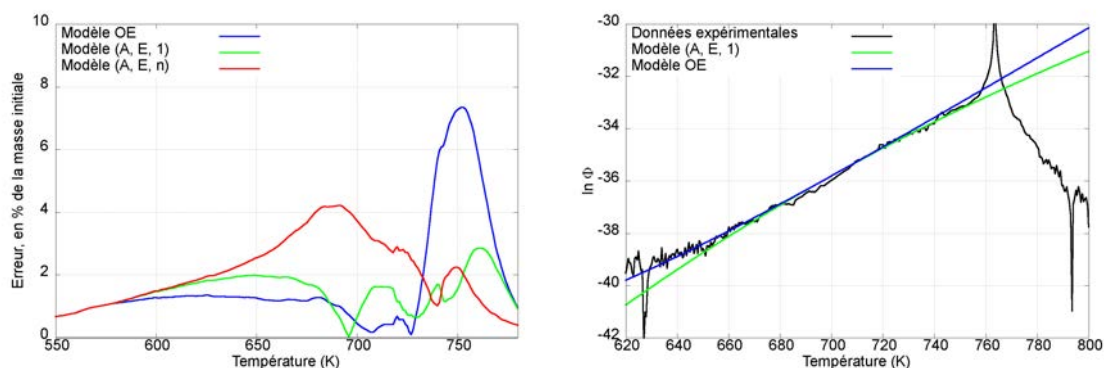 10
8
6
4
2
0
550
600
650
700
750
Température (K)
Erreur, en % de la masse initiale
Modèle OE
Modèle (A, E, 1)
Modèle (A, E, n)
-30
-32
-34
-36
-38
-40
-42
620
640
660
680
700
720
740
760
780
800
Température (K)
ln Φ
Données expérimentales
Modèle (A, E, 1)
Modèle OE